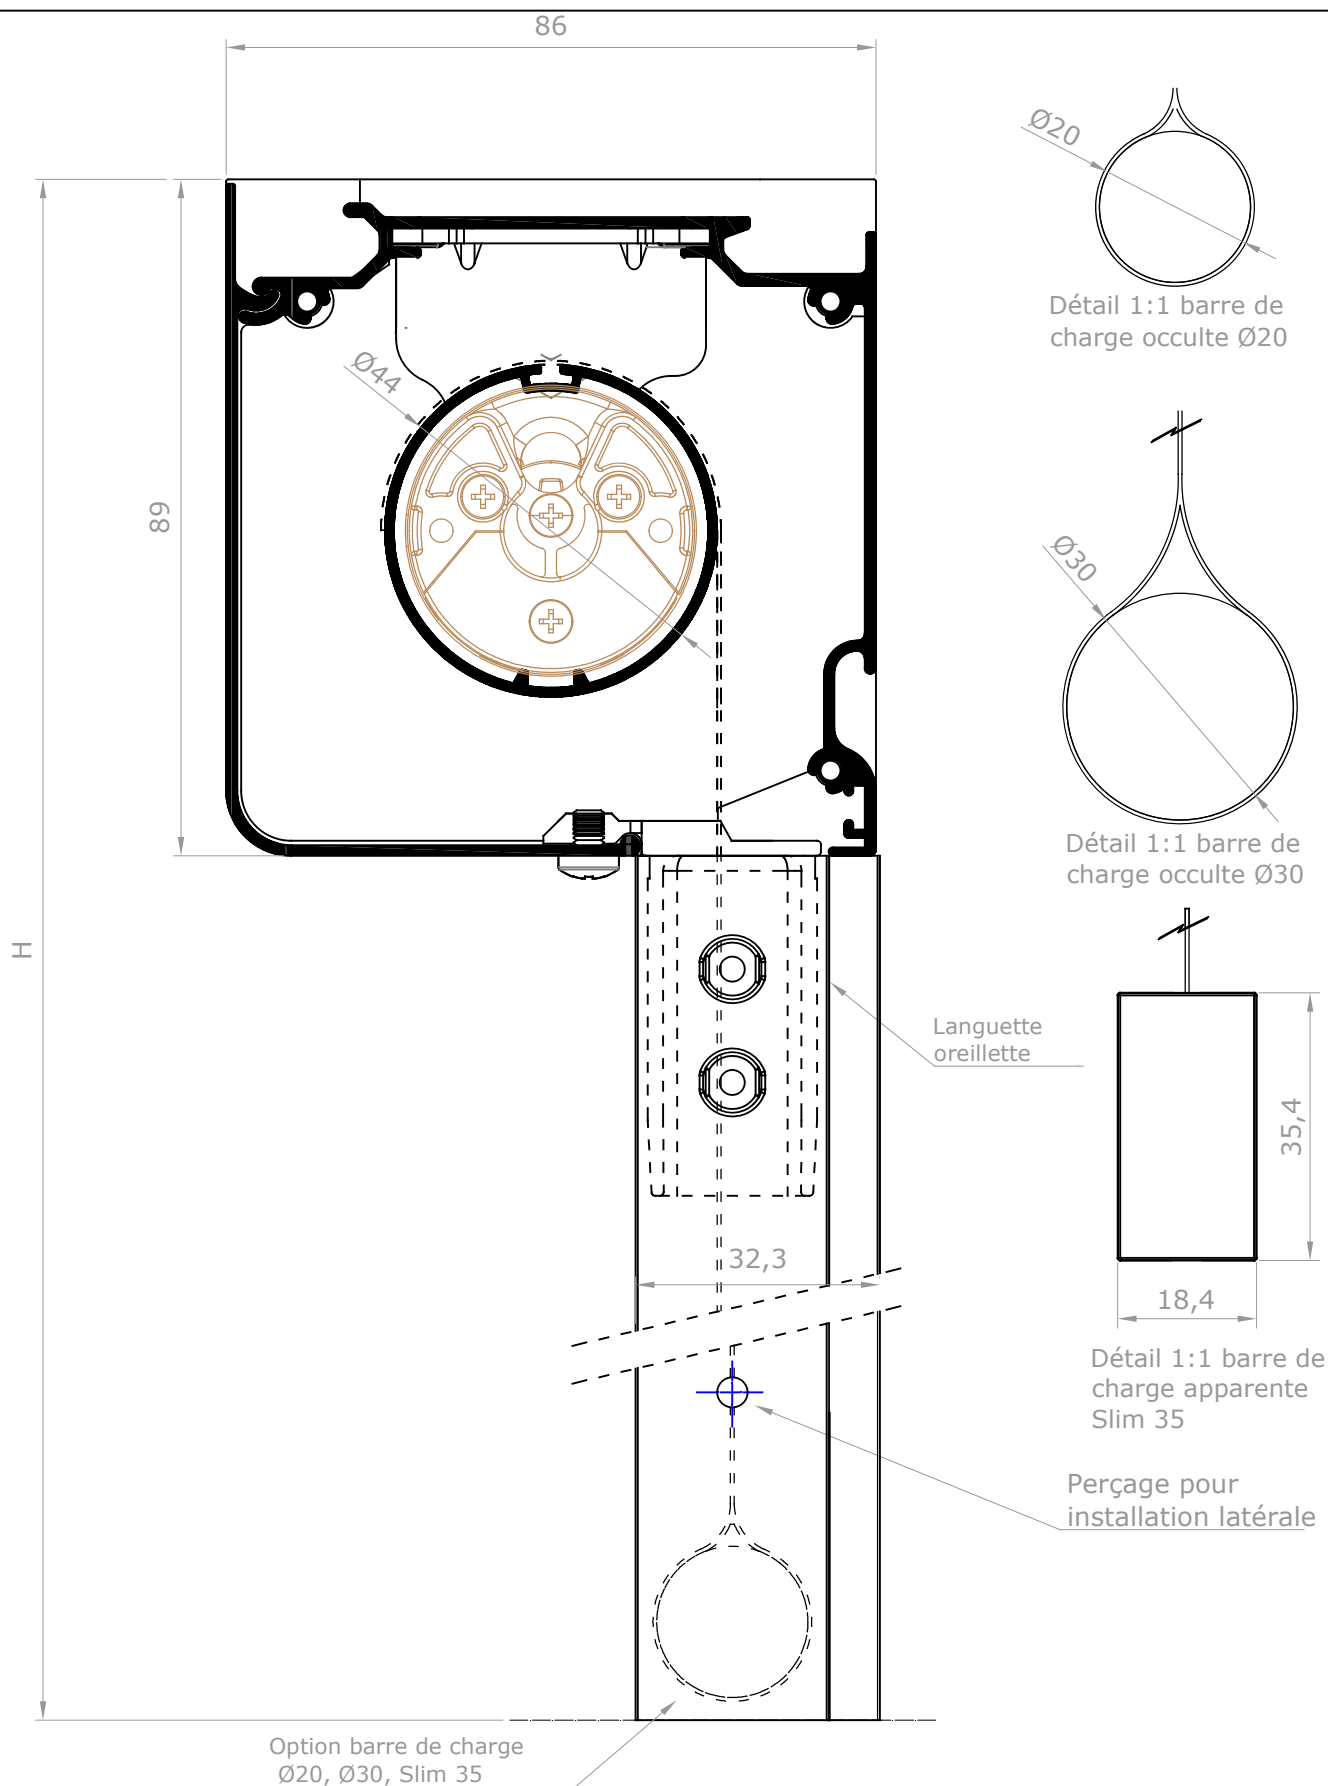 86
Ø20
Détail 1:1 barre de
charge occulte Ø20
Ø44
89
Ø30
Détail 1:1 barre de
charge occulte Ø30
H
Languette
oreillette
35,4
32,3
18,4
Détail 1:1 barre de
charge apparente
Slim 35
Perçage pour
installation latérale
Option barre de charge
Ø20, Ø30, Slim 35